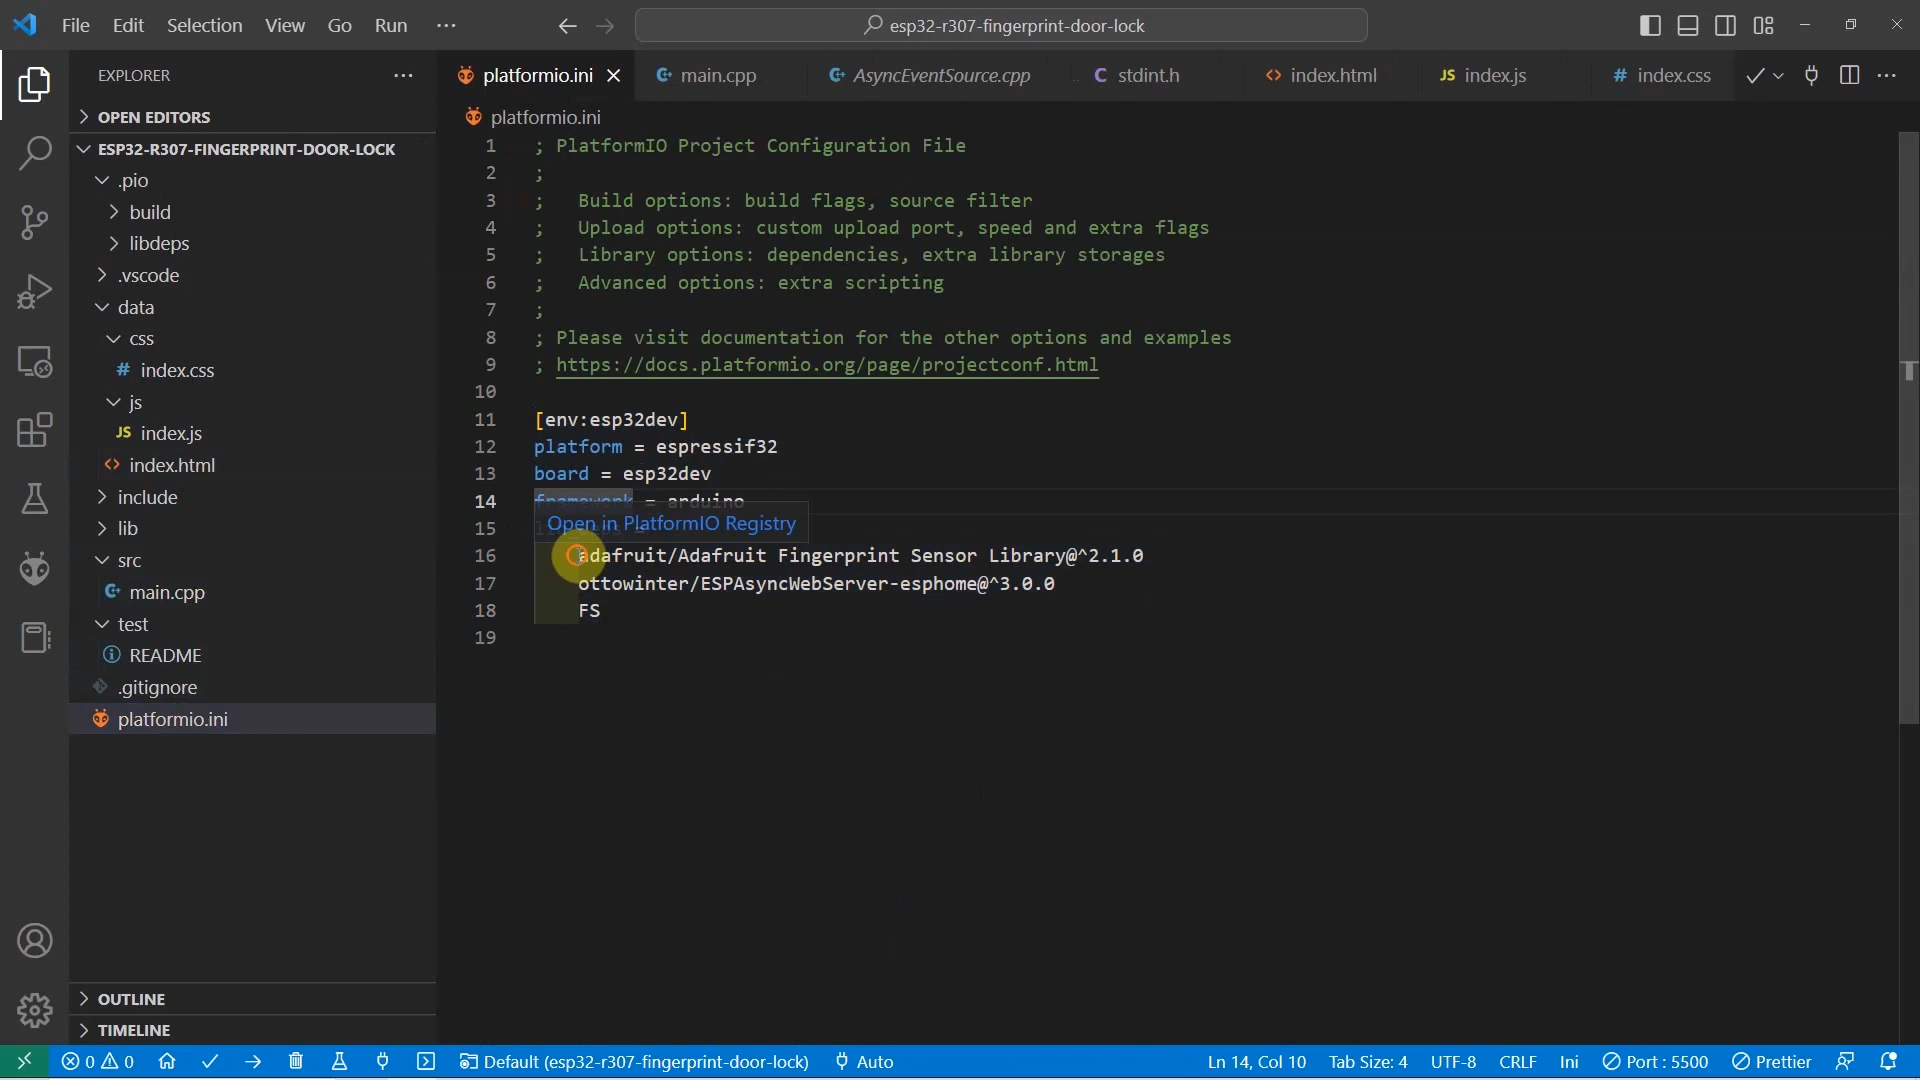 File Edit Selection View Go Run ···
esp32-r307-fingerprint-door-lock
EXPLORER
OPEN EDITORS
ESP32-R307-FINGERPRINT-DOOR-LOCK
.pio
build
libdeps
.vscode
data
css
# index.css
js
JS index.js
<> index.html
include
lib
src
main.cpp
test
README
.gitignore
platformio.ini
OUTLINE
TIMELINE
platformio.ini main.cpp AsyncEventSource.cpp C stdint.h <> index.html JS index.js # index.css
platformio.ini
1 ; PlatformIO Project Configuration File
2 ;
3 ;   Build options: build flags, source filter
4 ;   Upload options: custom upload port, speed and extra flags
5 ;   Library options: dependencies, extra library storages
6 ;   Advanced options: extra scripting
7 ;
8 ; Please visit documentation for the other options and examples
9 ; https://docs.platformio.org/page/projectconf.html
10
11 [env:esp32dev]
12 platform = espressif32
13 board = esp32dev
14 framework = arduino
Open in PlatformIO Registry
15
16 adafruit/Adafruit Fingerprint Sensor Library@^2.1.0
17 ottowinter/ESPAsyncWebServer-esphome@^3.0.0
18 FS
19
0 0 Default (esp32-r307-fingerprint-door-lock) Auto Ln 14, Col 10 Tab Size: 4 UTF-8 CRLF Ini Port : 5500 Prettier